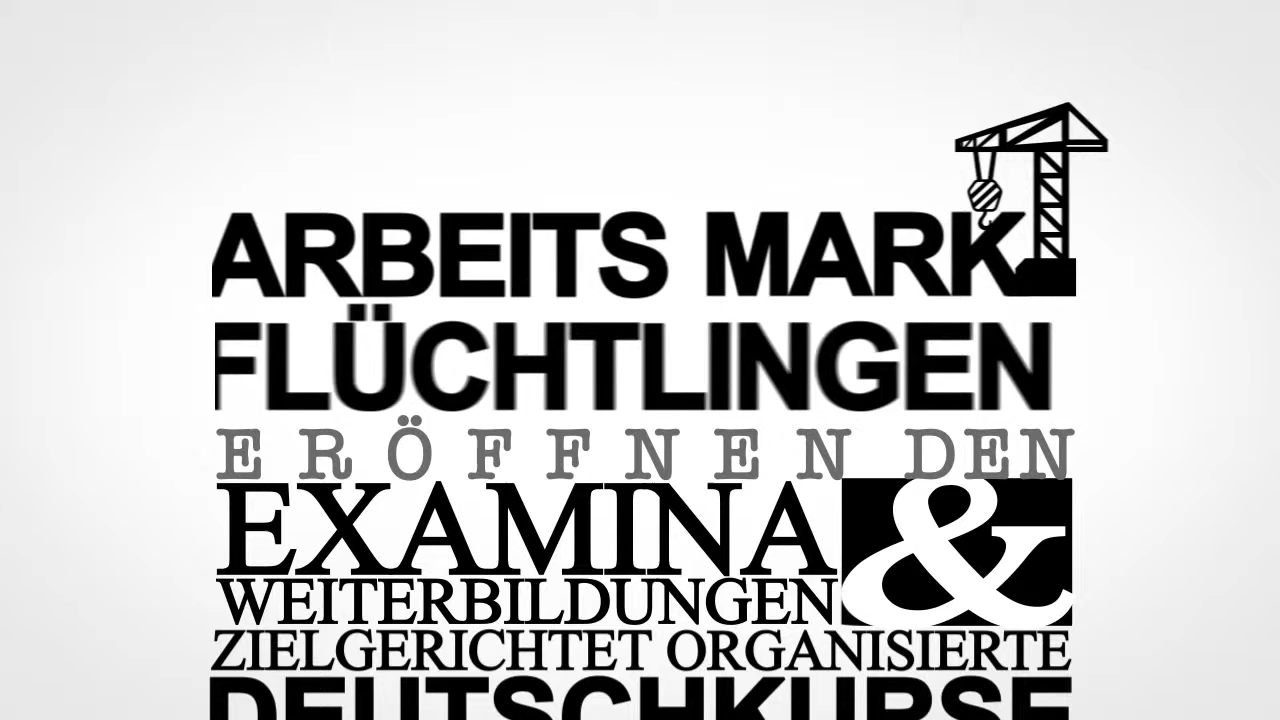 ARBEITS MARK
FLÜCHTLINGEN
ERÖFFNEN DEN
EXAMINA &
WEITERBILDUNGEN
ZIELGERICHTET ORGANISIERTE
DEUTSCHKURSE